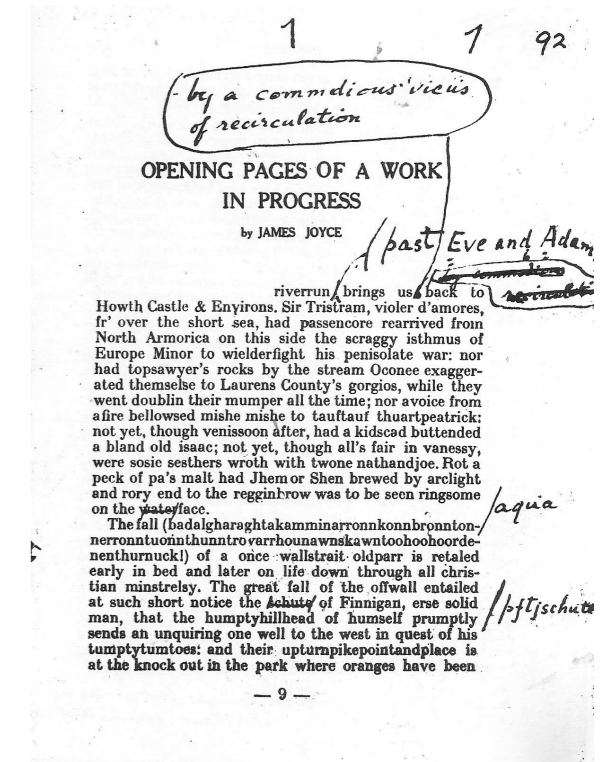 1 1 92
by a commdious vicus
of recirculation
OPENING PAGES OF A WORK
IN PROGRESS
by JAMES JOYCE
past Eve and Adam
riverrun brings us back to
Howth Castle & Environs. Sir Tristram, violer d'amores,
fr' over the short sea, had passencore rearrived from
North Armorica on this side the scraggy isthmus of
Europe Minor to wielderfight his penisolate war: nor
had topsawyer's rocks by the stream Oconee exagger-
ated themselse to Laurens County's gorgios, while they
went doublin their mumper all the time; nor avoice from
afire bellowsed mishe mishe to tauftauf thuartpeatrick:
not yet, though venissoon after, had a kidscad buttended
a bland old isaac; not yet, though all's fair in vanessy,
were sosie sesthers wroth with twone nathandjoe. Rot a
peck of pa's malt had Jhem or Shen brewed by arclight
and rory end to the regginbrow was to be seen ringsome
on the water face.
aquia
The fall (badalgharaghtakamminarronnkonnbronnton-
nerronntuonnthunntrovarrhounawnskawntoohoohoorde-
nenthurnuck!) of a once wallstrait oldparr is retaled
early in bed and later on life down through all chris-
tian minstrelsy. The great fall of the offwall entailed
at such short notice the schute of Finnigan, erse solid
pftjschute
man, that the humptyhillhead of humself prumptly
sends an unquiring one well to the west in quest of his
tumptytumtoes: and their upturnpikepointandplace is
at the knock out in the park where oranges have been
— 9 —